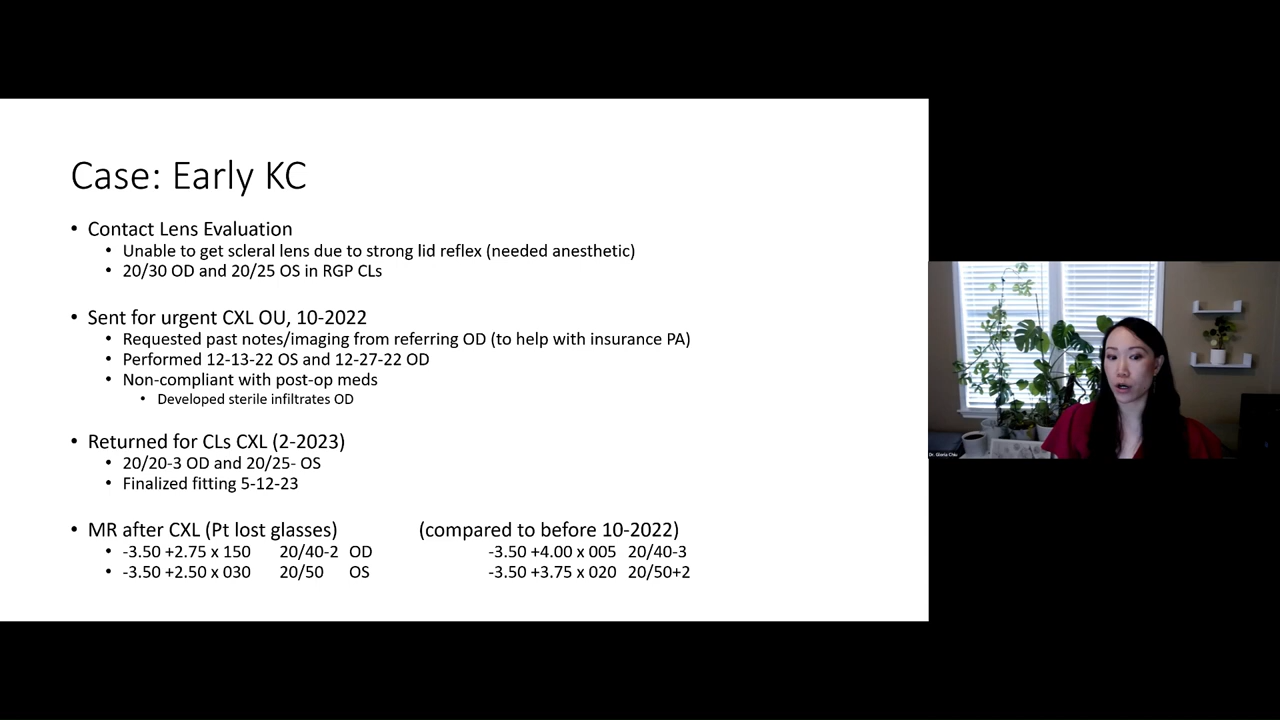 Case: Early KC
• Contact Lens Evaluation
• Unable to get scleral lens due to strong lid reflex (needed anesthetic)
• 20/30 OD and 20/25 OS in RGP CLs
• Sent for urgent CXL OU, 10-2022
• Requested past notes/imaging from referring OD (to help with insurance PA)
• Performed 12-13-22 OS and 12-27-22 OD
• Non-compliant with post-op meds
• Developed sterile infiltrates OD
• Returned for CLs CXL (2-2023)
• 20/20-3 OD and 20/25- OS
• Finalized fitting 5-12-23
• MR after CXL (Pt lost glasses) (compared to before 10-2022)
• -3.50 +2.75 x 150 20/40-2 OD -3.50 +4.00 x 005 20/40-3
• -3.50 +2.50 x 030 20/50 OS -3.50 +3.75 x 020 20/50+2
Dr. Gloria Chiu